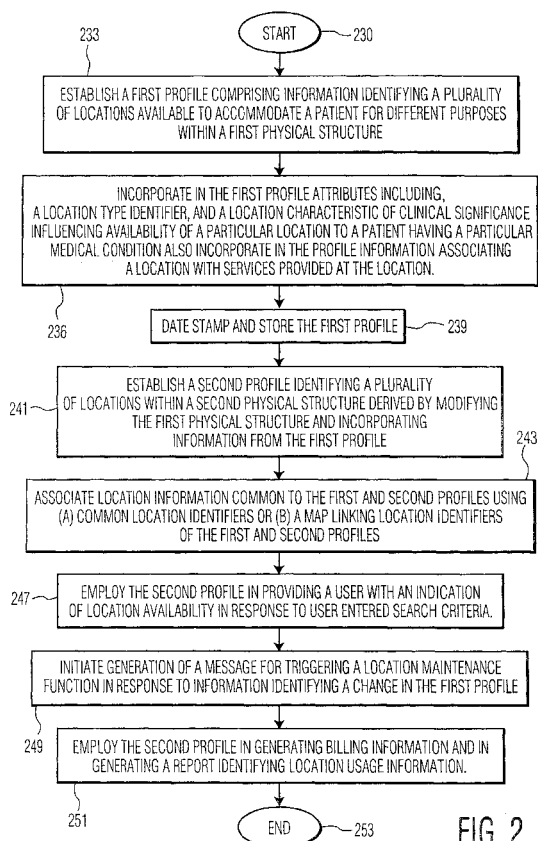 START
230
233
ESTABLISH A FIRST PROFILE COMPRISING INFORMATION IDENTIFYING A PLURALITY
OF LOCATIONS AVAILABLE TO ACCOMMODATE A PATIENT FOR DIFFERENT PURPOSES
WITHIN A FIRST PHYSICAL STRUCTURE
INCORPORATE IN THE FIRST PROFILE ATTRIBUTES INCLUDING,
A LOCATION TYPE IDENTIFIER, AND A LOCATION CHARACTERISTIC OF CLINICAL SIGNIFICANCE
INFLUENCING AVAILABILITY OF A PARTICULAR LOCATION TO A PATIENT HAVING A PARTICULAR
MEDICAL CONDITION ALSO INCORPORATE IN THE PROFILE INFORMATION ASSOCIATING
A LOCATION WITH SERVICES PROVIDED AT THE LOCATION.
236
DATE STAMP AND STORE THE FIRST PROFILE
239
241
ESTABLISH A SECOND PROFILE IDENTIFYING A PLURALITY
OF LOCATIONS WITHIN A SECOND PHYSICAL STRUCTURE DERIVED BY MODIFYING
THE FIRST PHYSICAL STRUCTURE AND INCORPORATING
INFORMATION FROM THE FIRST PROFILE
243
ASSOCIATE LOCATION INFORMATION COMMON TO THE FIRST AND SECOND PROFILES USING
(A) COMMON LOCATION IDENTIFIERS OR (B) A MAP LINKING LOCATION IDENTIFIERS
OF THE FIRST AND SECOND PROFILES
247
EMPLOY THE SECOND PROFILE IN PROVIDING A USER WITH AN INDICATION
OF LOCATION AVAILABILITY IN RESPONSE TO USER ENTERED SEARCH CRITERIA.
INITIATE GENERATION OF A MESSAGE FOR TRIGGERING A LOCATION MAINTENANCE
FUNCTION IN RESPONSE TO INFORMATION IDENTIFYING A CHANGE IN THE FIRST PROFILE
249
EMPLOY THE SECOND PROFILE IN GENERATING BILLING INFORMATION AND IN
GENERATING A REPORT IDENTIFYING LOCATION USAGE INFORMATION.
251
END
253
FIG. 2